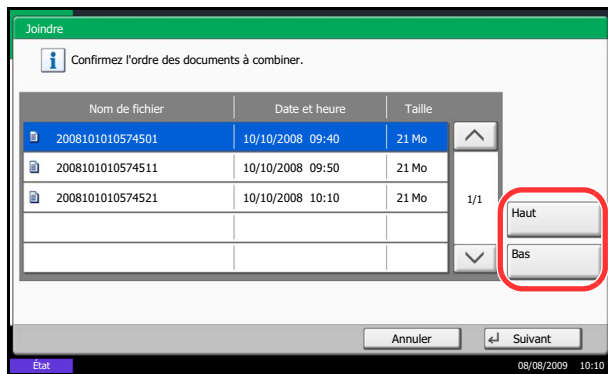 Joindre
Confirmez l'ordre des documents à combiner.
Nom de fichier Date et heure Taille
2008101010574501 10/10/2008 09:40 21 Mo
2008101010574511 10/10/2008 09:50 21 Mo
2008101010574521 10/10/2008 10:10 21 Mo
1/1
Haut
Bas
Annuler Suivant
État 08/08/2009 10:10